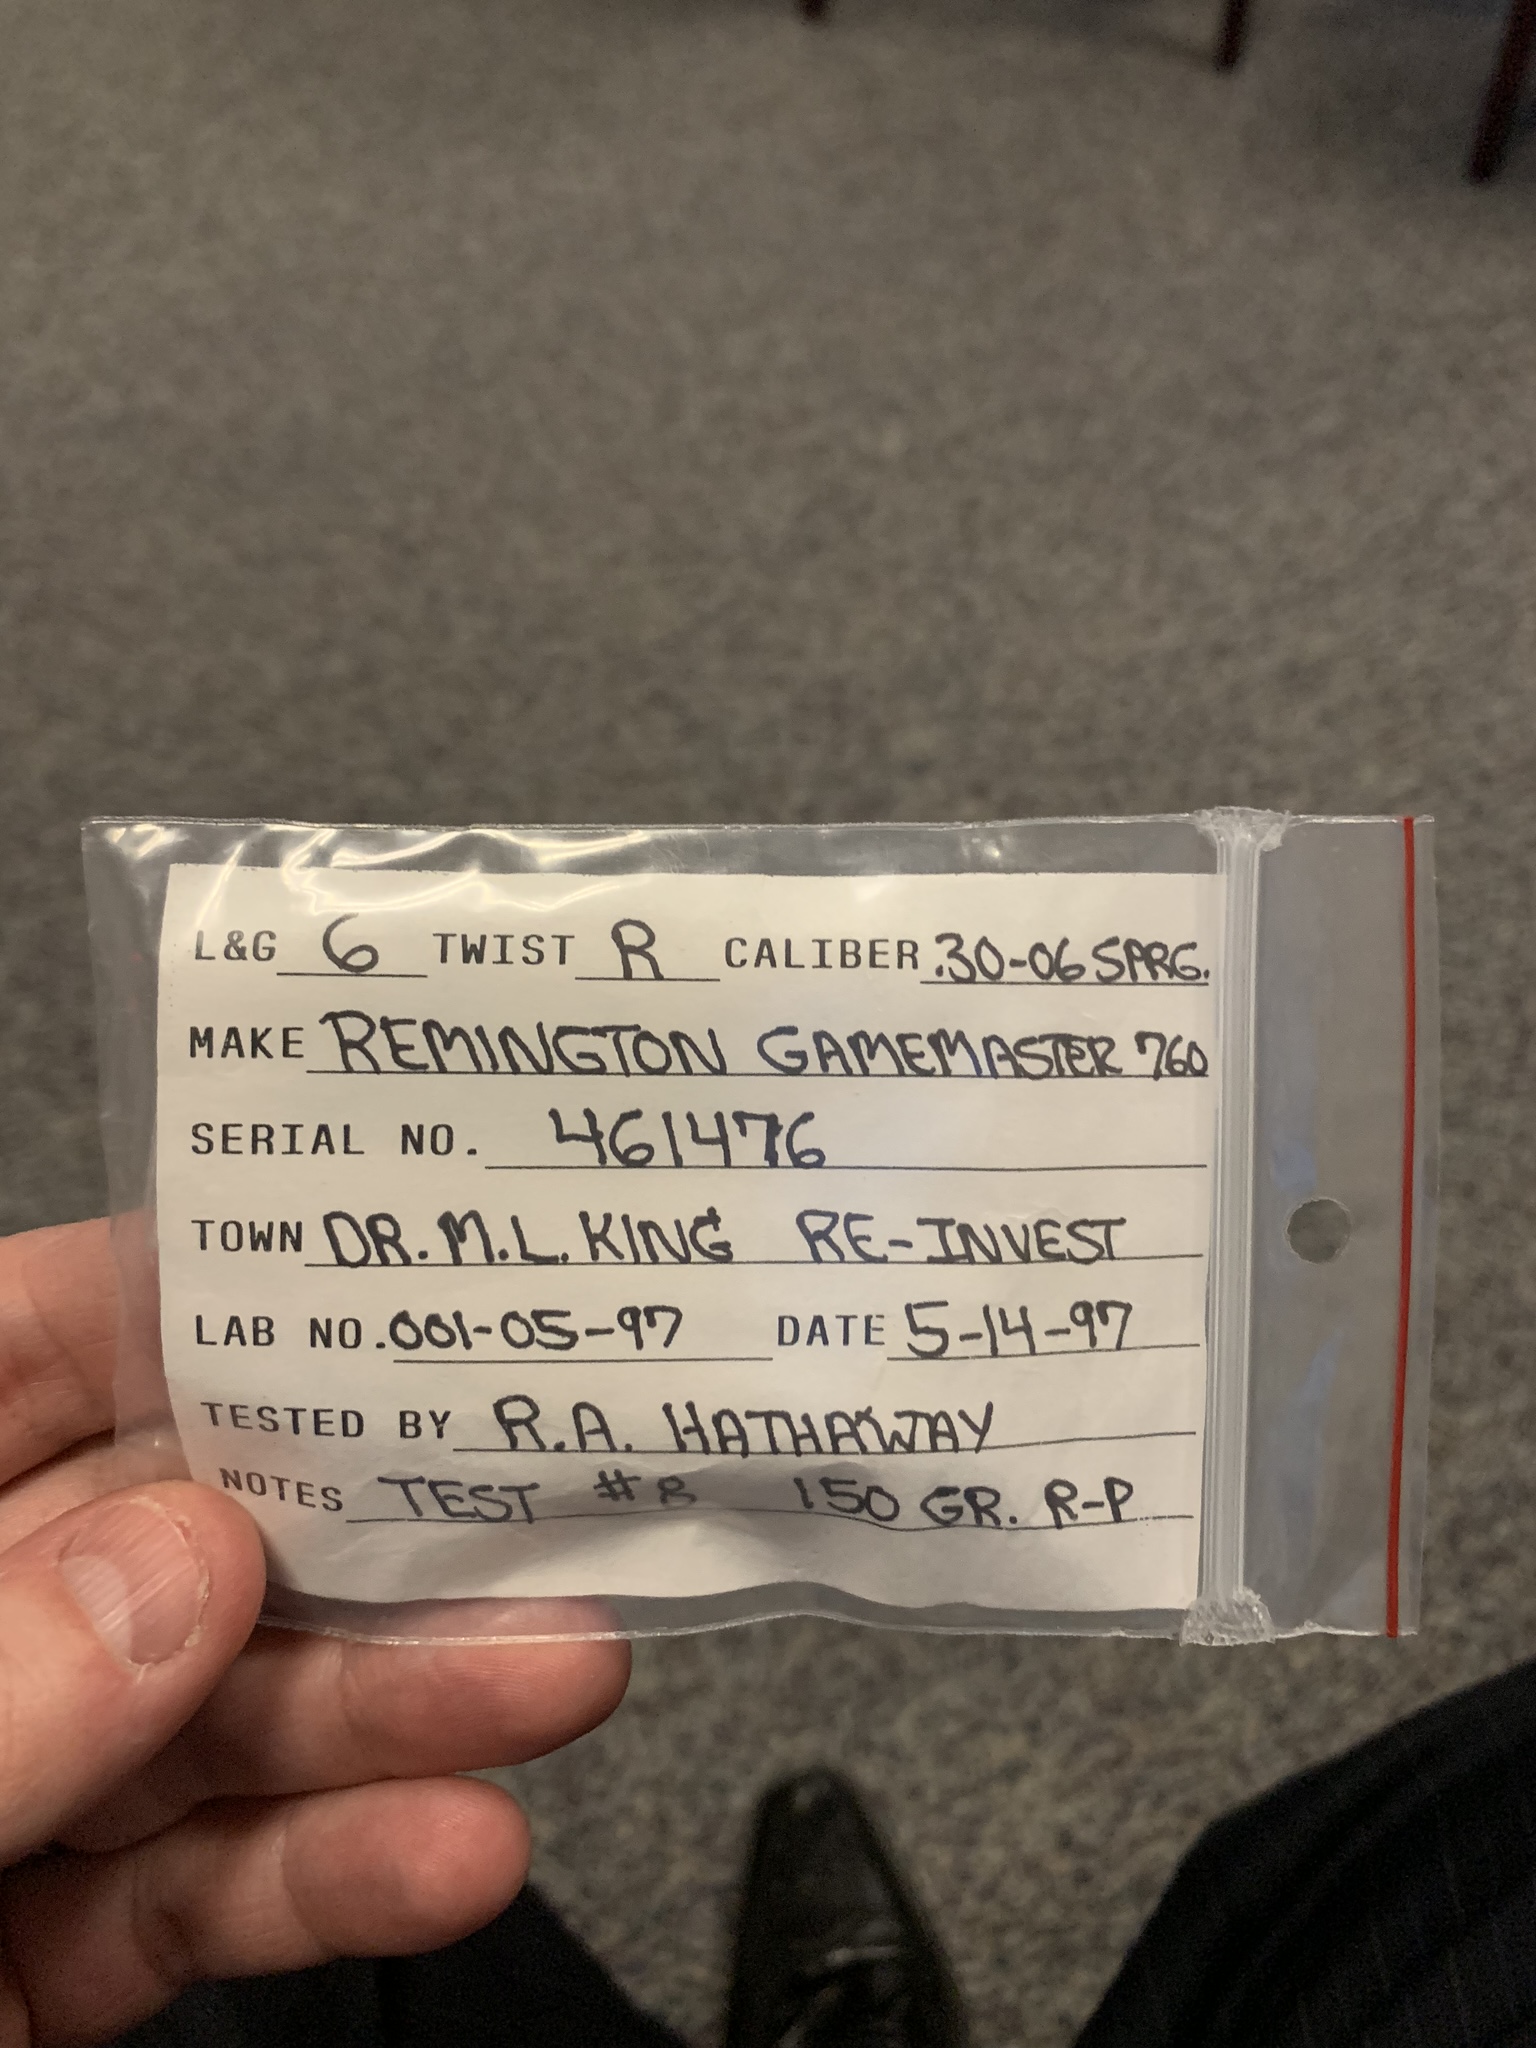 L&G 6 TWIST R CALIBER .30-06 SPRG.
MAKE REMINGTON GAMEMASTER 760
SERIAL NO. 461476
TOWN DR. M.L. KING RE-INVEST
LAB NO. 001-05-97 DATE 5-14-97
TESTED BY R.A. HATHAWAY
NOTES TEST #8 150 GR. R-P